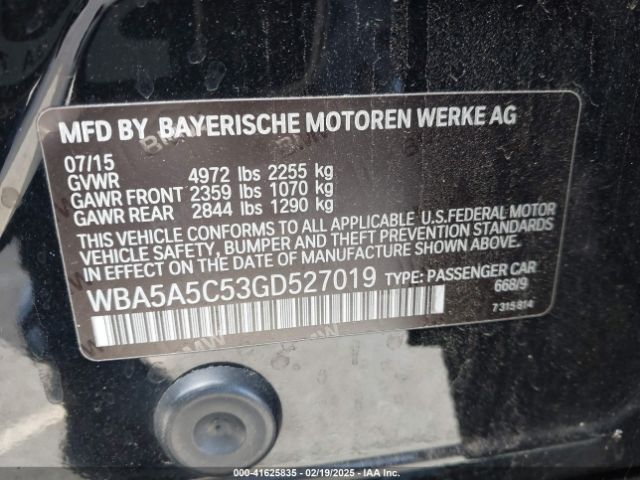 MFD BY BAYERISCHE MOTOREN WERKE AG
07/15
GVWR 4972 lbs 2255 kg
GAWR FRONT 2359 lbs 1070 kg
GAWR REAR 2844 lbs 1290 kg
THIS VEHICLE CONFORMS TO ALL APPLICABLE U.S.FEDERAL MOTOR
VEHICLE SAFETY, BUMPER AND THEFT PREVENTION STANDARDS
IN EFFECT ON THE DATE OF MANUFACTURE SHOWN ABOVE.
WBA5A5C53GD527019 TYPE: PASSENGER CAR
668/9
7 315 814
000-41625835 - 02/19/2025 - IAA Inc.